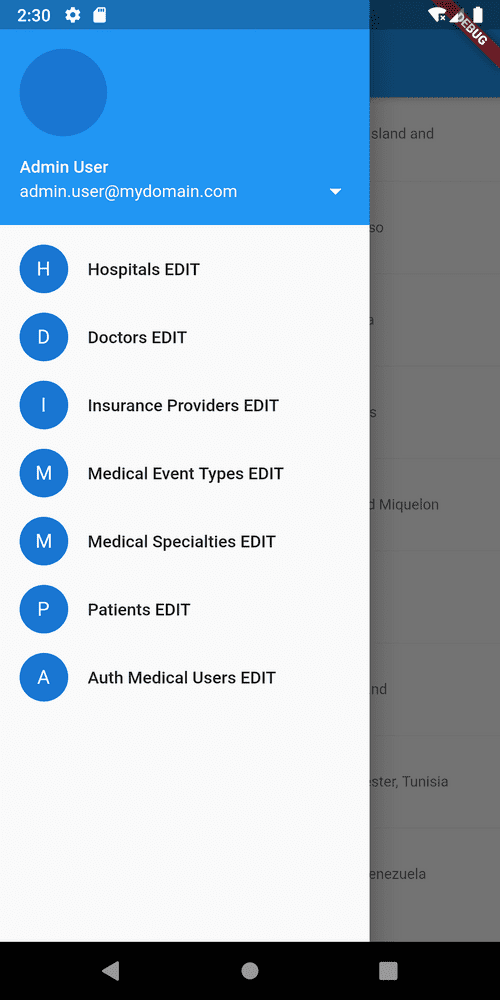 2:30
DEBUG
Admin User
admin.user@mydomain.com
sland and
so
H
Hospitals EDIT
D
Doctors EDIT
a
I
Insurance Providers EDIT
s
M
Medical Event Types EDIT
d Miquelon
M
Medical Specialties EDIT
P
Patients EDIT
A
Auth Medical Users EDIT
nd
ester, Tunisia
enezuela